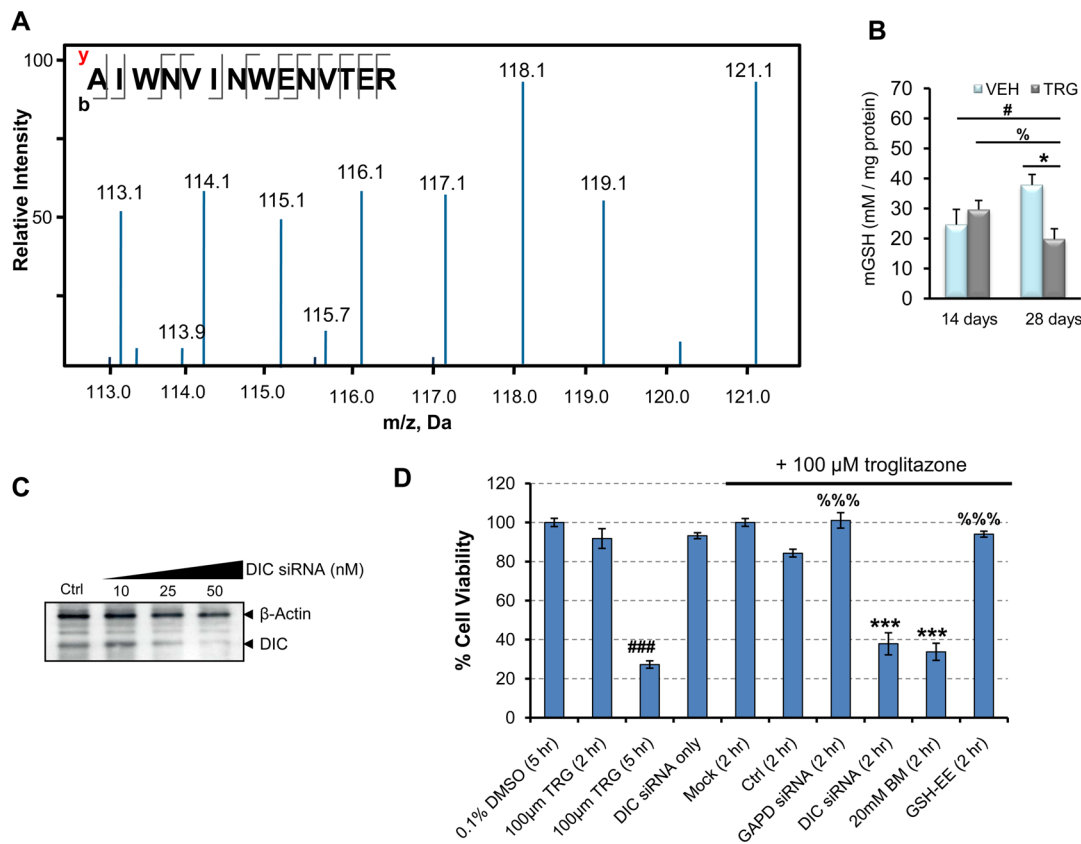 A
y
AIWNVINWENVTER
b
Relative Intensity
100
50
113.1
113.9
114.1
115.1
115.7
116.1
117.1
118.1
119.1
121.1
113.0 114.0 115.0 116.0 117.0 118.0 119.0 120.0 121.0
m/z, Da
B
VEH TRG
mGSH (mM / mg protein)
70
60
50
40
30
20
10
0
#
%
*
14 days 28 days
C
DIC siRNA (nM)
Ctrl 10 25 50
β-Actin
DIC
D
+ 100 µM troglitazone
% Cell Viability
120
100
80
60
40
20
0
###
%%%
***
***
%%%
0.1% DMSO (5 hr)
100µm TRG (2 hr)
100µm TRG (5 hr)
DIC siRNA only
Mock (2 hr)
Ctrl (2 hr)
GAPD siRNA (2 hr)
DIC siRNA (2 hr)
20mM BM (2 hr)
GSH-EE (2 hr)